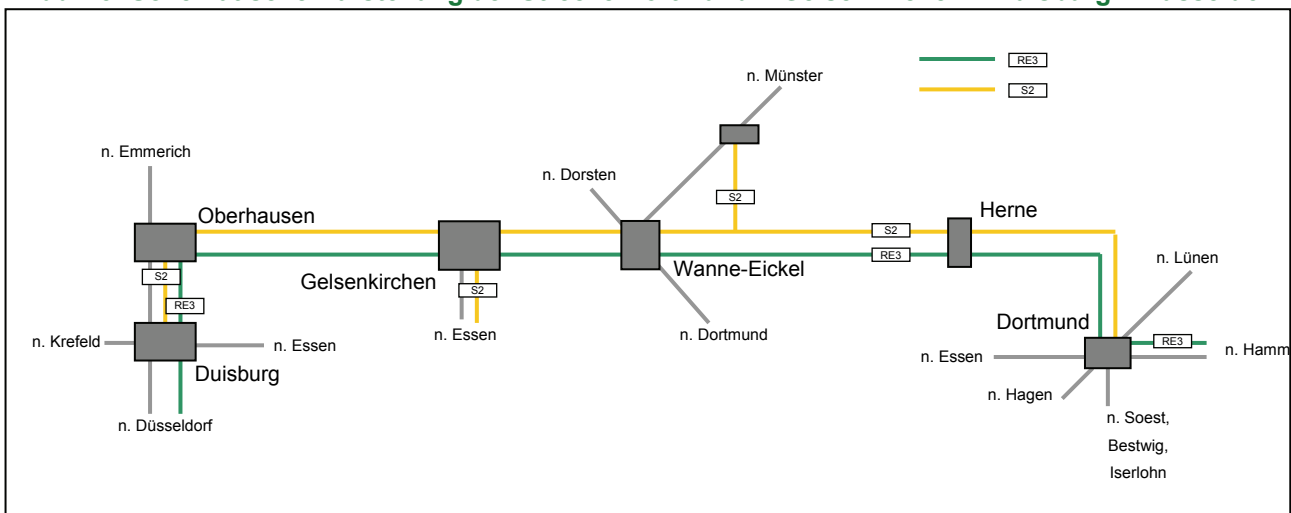 RE3
S2
n. Münster
n. Emmerich
n. Dorsten
S2
Oberhausen
Herne
S2
RE3
Wanne-Eickel
Gelsenkirchen
n. Lünen
S2
S2
RE3
n. Essen
n. Dortmund
Dortmund
n. Krefeld
n. Essen
Duisburg
n. Essen
RE3
n. Hamm
n. Hagen
n. Düsseldorf
n. Soest,
Bestwig,
Iserlohn